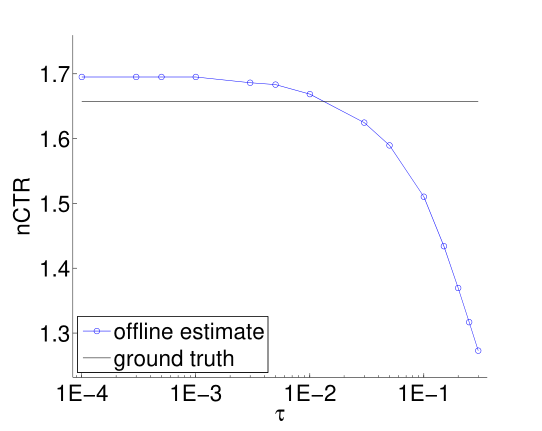 1.7
1.6
1.5
1.4
1.3
nCTR
offline estimate
ground truth
1E−4 1E−3 1E−2 1E−1
τ